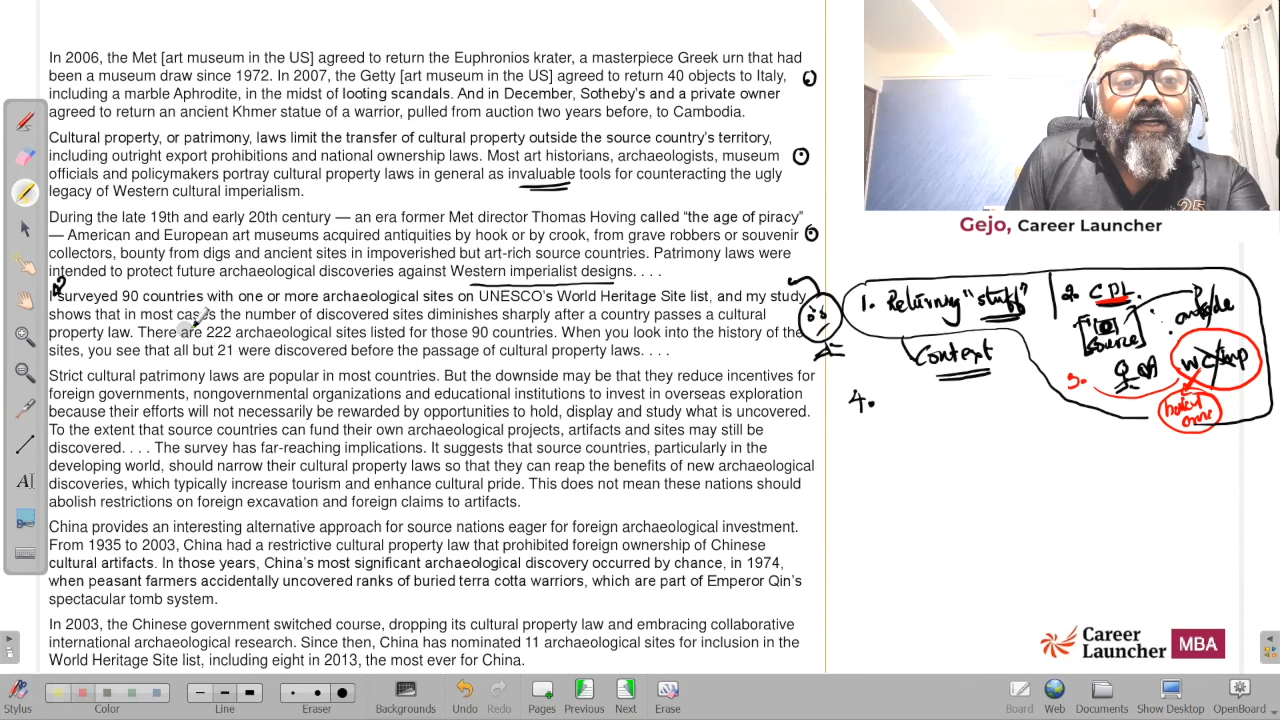 In 2006, the Met [art museum in the US] agreed to return the Euphronios krater, a masterpiece Greek urn that had
been a museum draw since 1972. In 2007, the Getty [art museum in the US] agreed to return 40 objects to Italy,
including a marble Aphrodite, in the midst of looting scandals. And in December, Sotheby's and a private owner
agreed to return an ancient Khmer statue of a warrior, pulled from auction two years before, to Cambodia.
Cultural property, or patrimony, laws limit the transfer of cultural property outside the source country's territory,
including outright export prohibitions and national ownership laws. Most art historians, archaeologists, museum
officials and policymakers portray cultural property laws in general as invaluable tools for counteracting the ugly
legacy of Western cultural imperialism.
During the late 19th and early 20th century — an era former Met director Thomas Hoving called “the age of piracy”
— American and European art museums acquired antiquities by hook or by crook, from grave robbers or souvenir
collectors, bounty from digs and ancient sites in impoverished but art-rich source countries. Patrimony laws were
intended to protect future archaeological discoveries against Western imperialist designs. . . .
I surveyed 90 countries with one or more archaeological sites on UNESCO's World Heritage Site list, and my study
shows that in most cases the number of discovered sites diminishes sharply after a country passes a cultural
property law. There are 222 archaeological sites listed for those 90 countries. When you look into the history of the
sites, you see that all but 21 were discovered before the passage of cultural property laws. . . .
Strict cultural patrimony laws are popular in most countries. But the downside may be that they reduce incentives for
foreign governments, nongovernmental organizations and educational institutions to invest in overseas exploration
because their efforts will not necessarily be rewarded by opportunities to hold, display and study what is uncovered.
To the extent that source countries can fund their own archaeological projects, artifacts and sites may still be
discovered. . . . The survey has far-reaching implications. It suggests that source countries, particularly in the
developing world, should narrow their cultural property laws so that they can reap the benefits of new archaeological
discoveries, which typically increase tourism and enhance cultural pride. This does not mean these nations should
abolish restrictions on foreign excavation and foreign claims to artifacts.
China provides an interesting alternative approach for source nations eager for foreign archaeological investment.
From 1935 to 2003, China had a restrictive cultural property law that prohibited foreign ownership of Chinese
cultural artifacts. In those years, China's most significant archaeological discovery occurred by chance, in 1974,
when peasant farmers accidentally uncovered ranks of buried terra cotta warriors, which are part of Emperor Qin's
spectacular tomb system.
In 2003, the Chinese government switched course, dropping its cultural property law and embracing collaborative
international archaeological research. Since then, China has nominated 11 archaeological sites for inclusion in the
World Heritage Site list, including eight in 2013, the most ever for China.
25
Gejo, Career Launcher
1. Returning "stuff"
2. CPL
outside
Source
WC Imp
Context
3.
4.
Career
Launcher
MBA
Stylus
Color
Line
Eraser
Backgrounds
Undo
Redo
Pages
Previous
Next
Erase
Board
Web
Documents
Show Desktop
OpenBoard